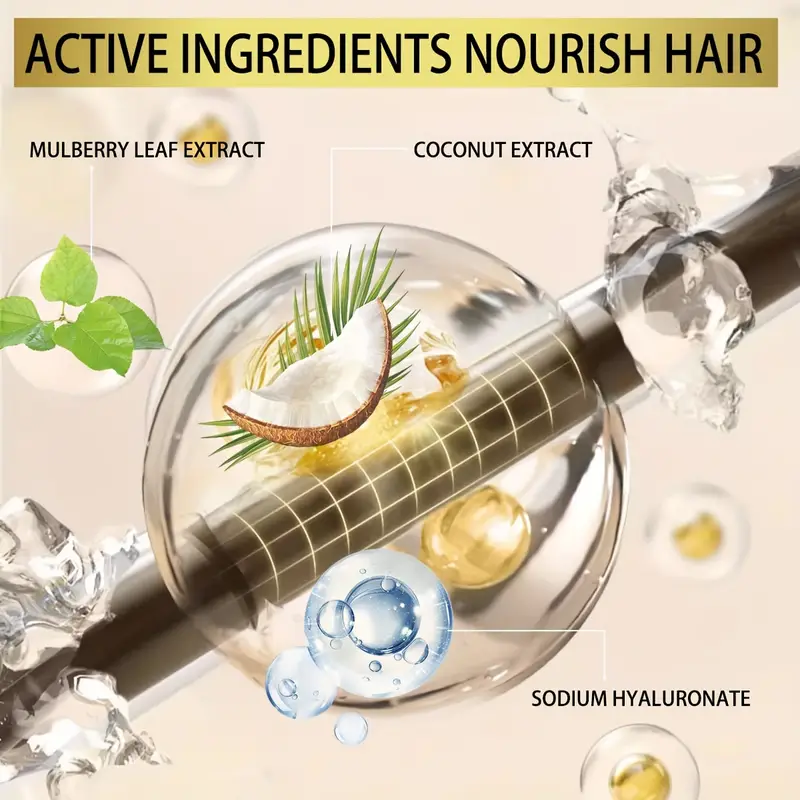 ACTIVE INGREDIENTS NOURISH HAIR
MULBERRY LEAF EXTRACT
COCONUT EXTRACT
SODIUM HYALURONATE